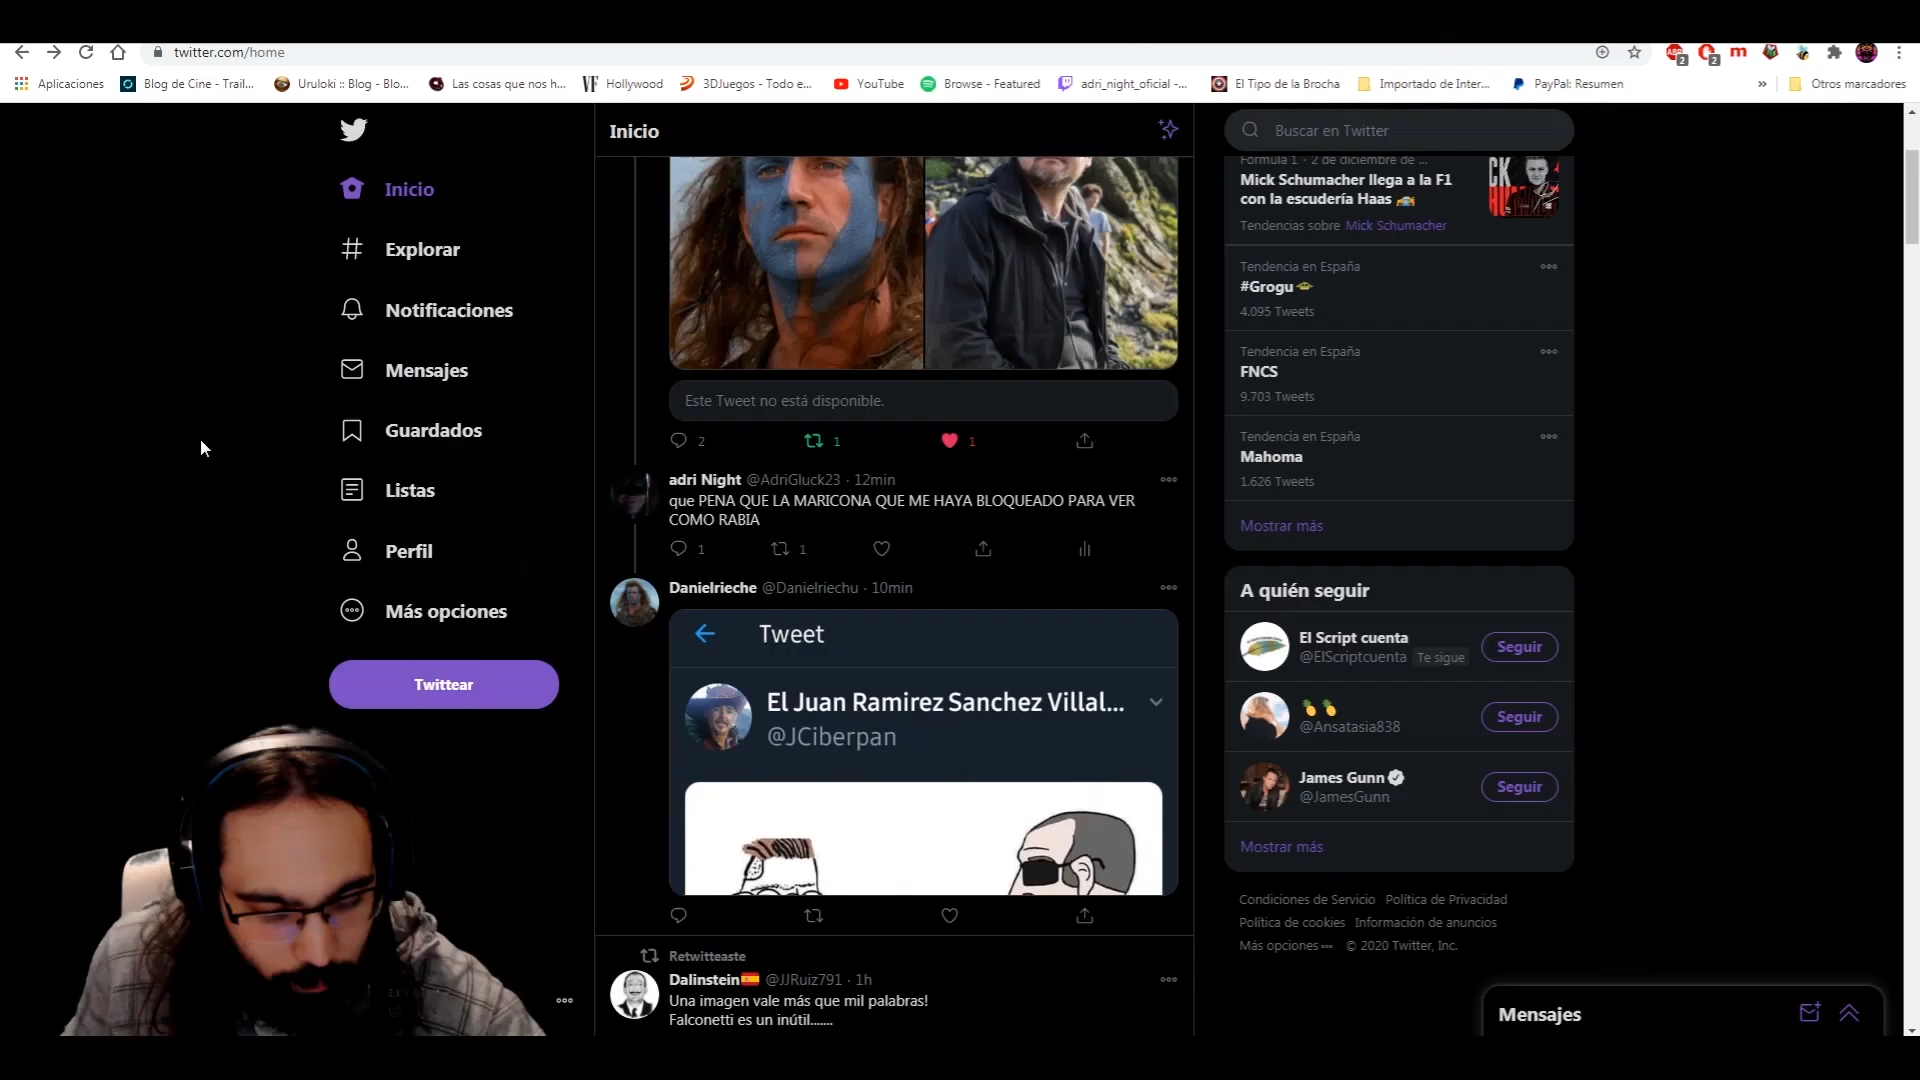 twitter.com/home
Aplicaciones
Blog de Cine - Trail...
Uruloki :: Blog - Blo...
Las cosas que nos h...
Hollywood
3DJuegos - Todo e...
YouTube
Browse - Featured
adri_night_oficial -...
El Tipo de la Brocha
Importado de Inter...
PayPal: Resumen
Otros marcadores
Inicio
Explorar
Notificaciones
Mensajes
Guardados
Listas
Perfil
Más opciones
Twittear
Inicio
Este Tweet no está disponible.
2 1 1
adri Night @AdriGluck23 · 12min
que PENA QUE LA MARICONA QUE ME HAYA BLOQUEADO PARA VER
COMO RABIA
1 1
Danielrieche @Danielriechu · 10min
Tweet
El Juan Ramirez Sanchez Villal...
@JCiberpan
Retwitteaste
Dalinstein @JJRuiz791 · 1h
Una imagen vale más que mil palabras!
Falconetti es un inútil.......
Buscar en Twitter
Formula 1 · 2 de diciembre de ...
Mick Schumacher llega a la F1
con la escudería Haas
Tendencias sobre Mick Schumacher
Tendencia en España
#Grogu
4.095 Tweets
Tendencia en España
FNCS
9.703 Tweets
Tendencia en España
Mahoma
1.626 Tweets
Mostrar más
A quién seguir
El Script cuenta
@ElScriptcuenta Te sigue
Seguir
@Ansatasia838
Seguir
James Gunn
@JamesGunn
Seguir
Mostrar más
Condiciones de Servicio Política de Privacidad
Política de cookies Información de anuncios
Más opciones © 2020 Twitter, Inc.
Mensajes